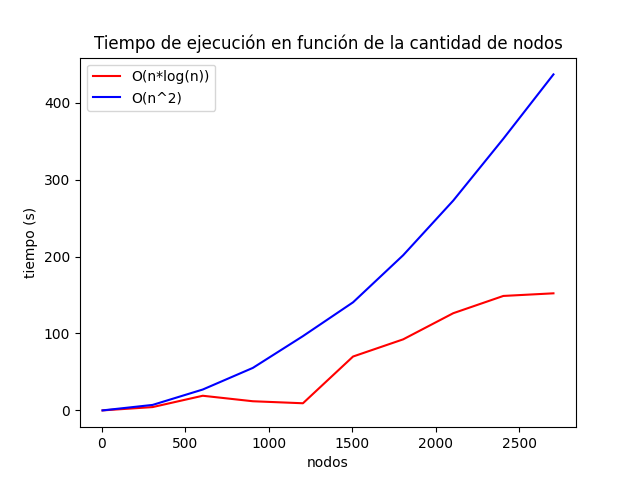 Tiempo de ejecución en función de la cantidad de nodos
O(n*log(n))
O(n^2)
400
300
200
100
0
tiempo (s)
0
500
1000
1500
2000
2500
nodos